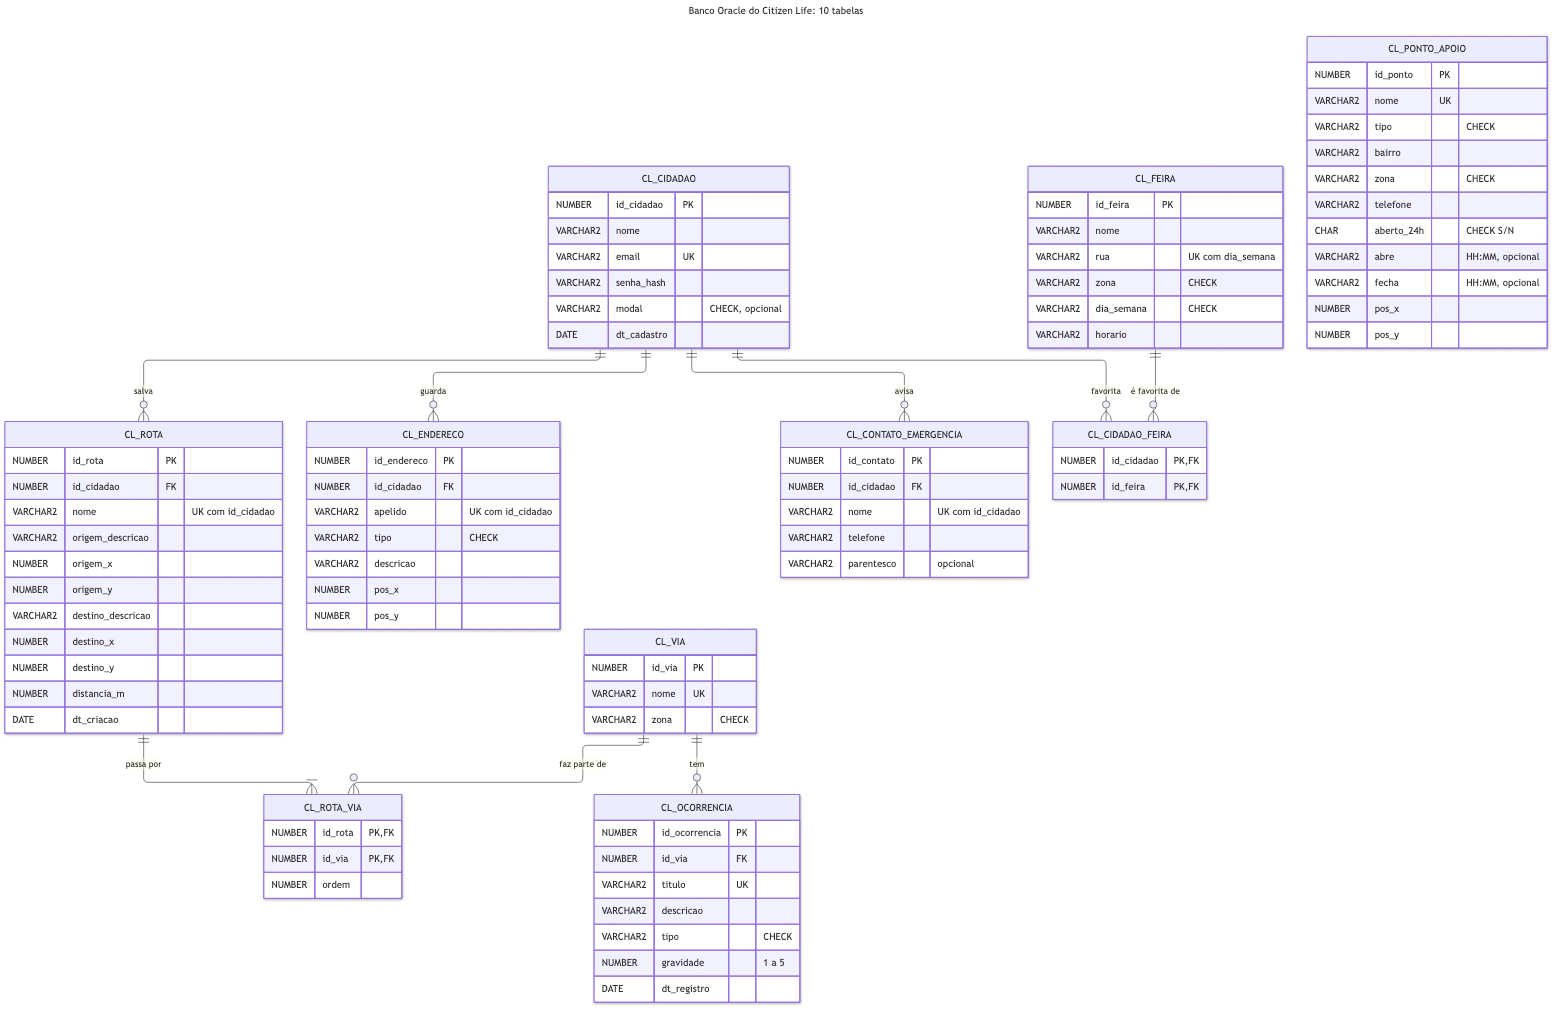 Banco Oracle do Citizen Life: 10 tabelas
CL_PONTO_APOIO
NUMBER id_ponto PK
VARCHAR2 nome UK
VARCHAR2 tipo CHECK
VARCHAR2 bairro
VARCHAR2 zona CHECK
VARCHAR2 telefone
CHAR aberto_24h CHECK S/N
VARCHAR2 abre HH:MM, opcional
VARCHAR2 fecha HH:MM, opcional
NUMBER pos_x
NUMBER pos_y
CL_CIDADAO
NUMBER id_cidadao PK
VARCHAR2 nome
VARCHAR2 email UK
VARCHAR2 senha_hash
VARCHAR2 modal CHECK, opcional
DATE dt_cadastro
CL_FEIRA
NUMBER id_feira PK
VARCHAR2 nome
VARCHAR2 rua UK com dia_semana
VARCHAR2 zona CHECK
VARCHAR2 dia_semana CHECK
VARCHAR2 horario
salva
guarda
avisa
favorita
é favorita de
CL_ROTA
NUMBER id_rota PK
NUMBER id_cidadao FK
VARCHAR2 nome UK com id_cidadao
VARCHAR2 origem_descricao
NUMBER origem_x
NUMBER origem_y
VARCHAR2 destino_descricao
NUMBER destino_x
NUMBER destino_y
NUMBER distancia_m
DATE dt_criacao
CL_ENDERECO
NUMBER id_endereco PK
NUMBER id_cidadao FK
VARCHAR2 apelido UK com id_cidadao
VARCHAR2 tipo CHECK
VARCHAR2 descricao
NUMBER pos_x
NUMBER pos_y
CL_CONTATO_EMERGENCIA
NUMBER id_contato PK
NUMBER id_cidadao FK
VARCHAR2 nome UK com id_cidadao
VARCHAR2 telefone
VARCHAR2 parentesco opcional
CL_CIDADAO_FEIRA
NUMBER id_cidadao PK,FK
NUMBER id_feira PK,FK
CL_VIA
NUMBER id_via PK
VARCHAR2 nome UK
VARCHAR2 zona CHECK
passa por
faz parte de
tem
CL_ROTA_VIA
NUMBER id_rota PK,FK
NUMBER id_via PK,FK
NUMBER ordem
CL_OCORRENCIA
NUMBER id_ocorrencia PK
NUMBER id_via FK
VARCHAR2 titulo UK
VARCHAR2 descricao
VARCHAR2 tipo CHECK
NUMBER gravidade 1 a 5
DATE dt_registro